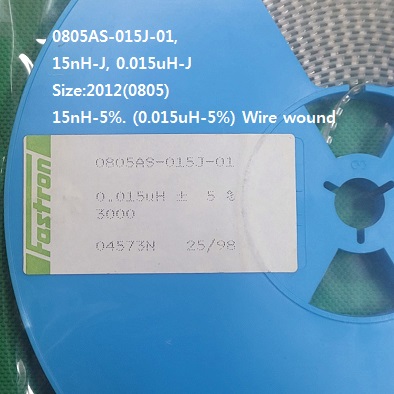 0805AS-015J-01,
15nH-J, 0.015uH-J
Size:2012(0805)
15nH-5%. (0.015uH-5%) Wire wound
Fastron
0805AS-015J-01
0.015uH ± 5 %
3000
04573N 25/98